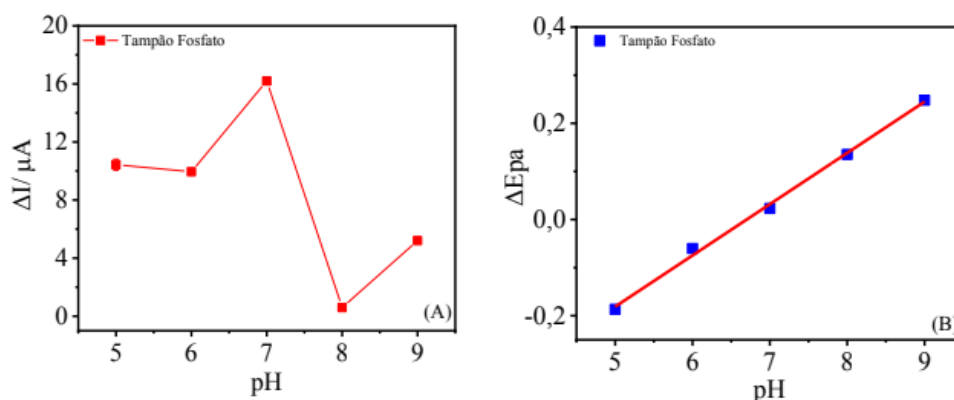 20
16
12
8
4
0
ΔI/ μA
Tampão Fosfato
(A)
5 6 7 8 9
pH
0,4
0,2
0,0
-0,2
ΔEpa
Tampão Fosfato
(B)
5 6 7 8 9
pH